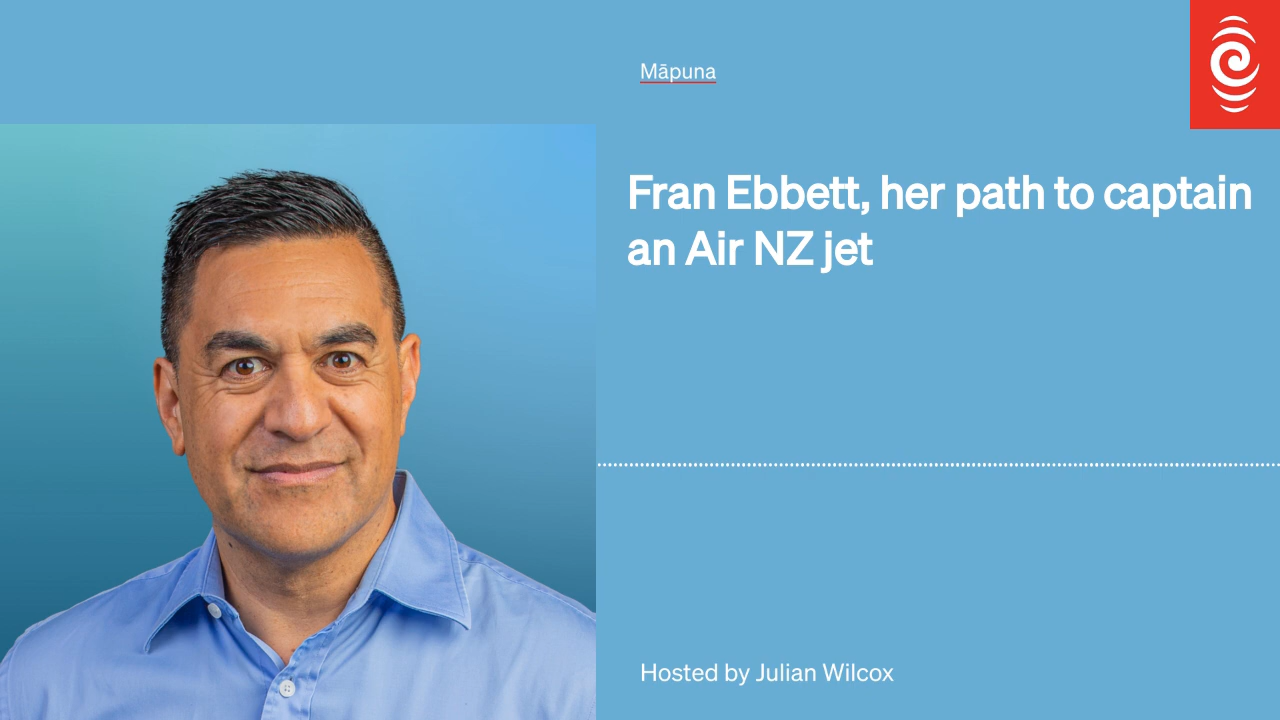 Māpuna
Fran Ebbett, her path to captain
an Air NZ jet
Hosted by Julian Wilcox